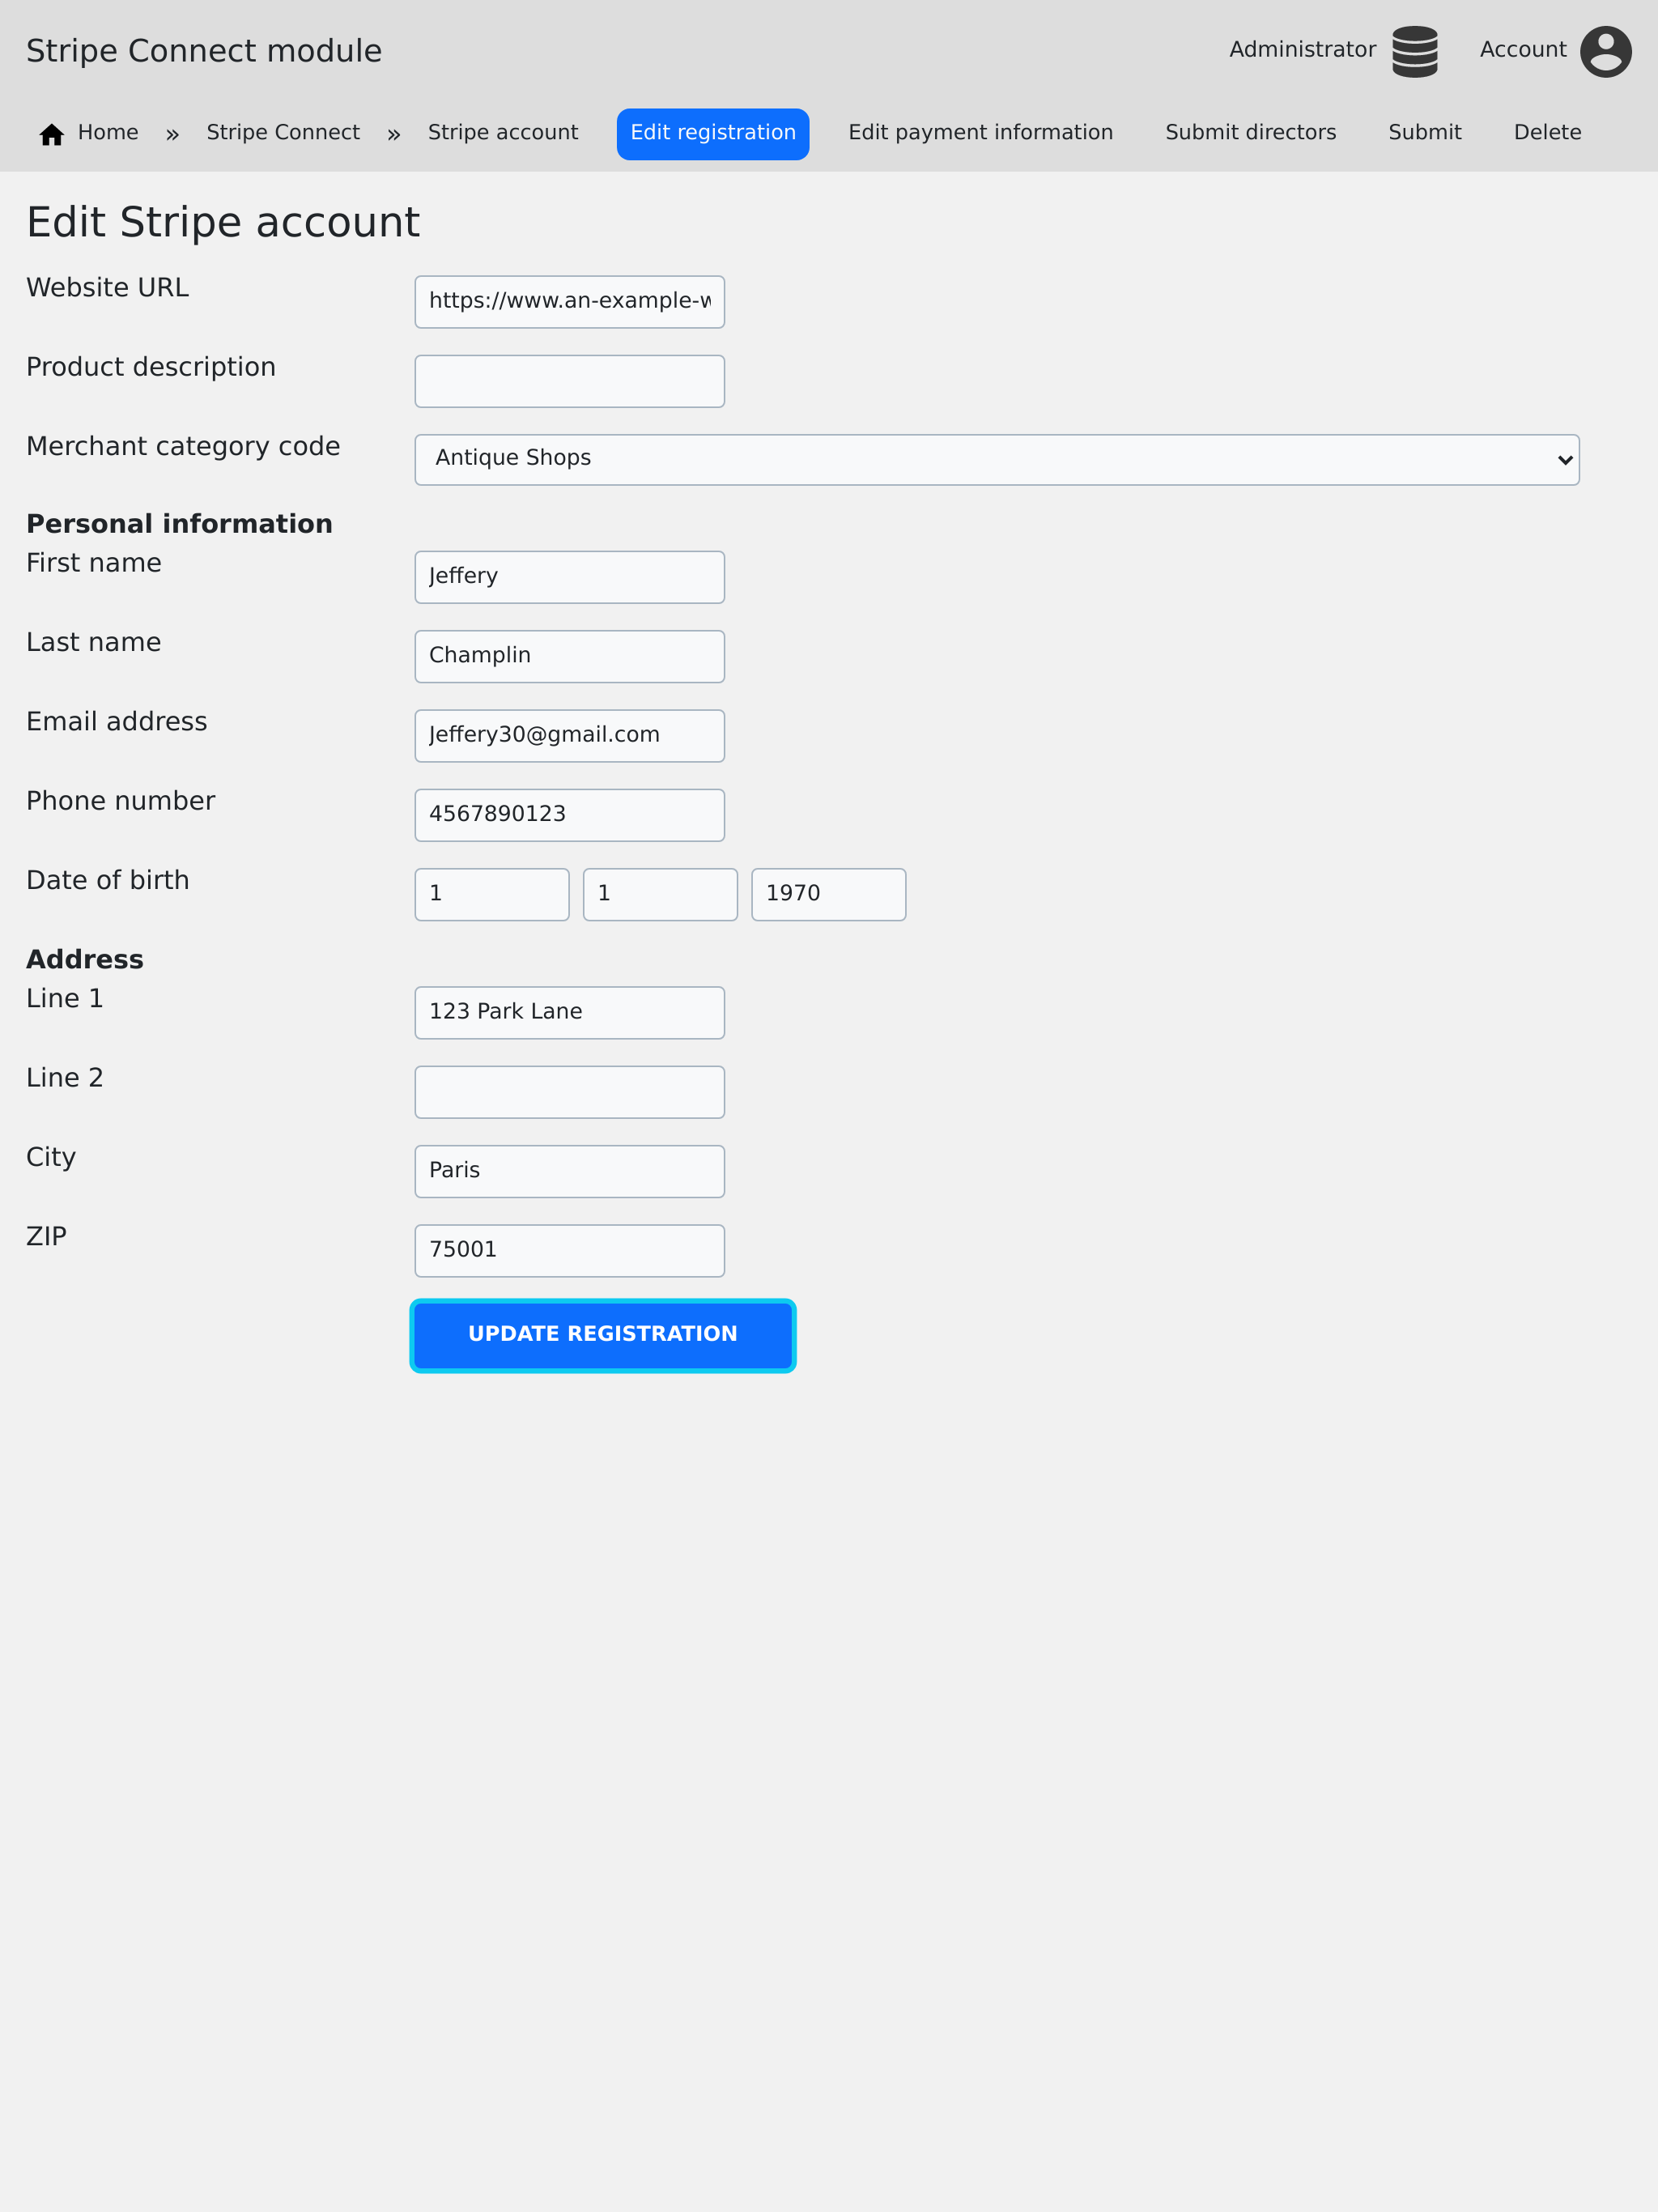 Stripe Connect module
Administrator
Account
Home » Stripe Connect » Stripe account Edit registration Edit payment information Submit directors Submit Delete
Edit Stripe account
Website URL https://www.an-example-w
Product description
Merchant category code Antique Shops
Personal information
First name Jeffery
Last name Champlin
Email address Jeffery30@gmail.com
Phone number 4567890123
Date of birth 1 1 1970
Address
Line 1 123 Park Lane
Line 2
City Paris
ZIP 75001
UPDATE REGISTRATION